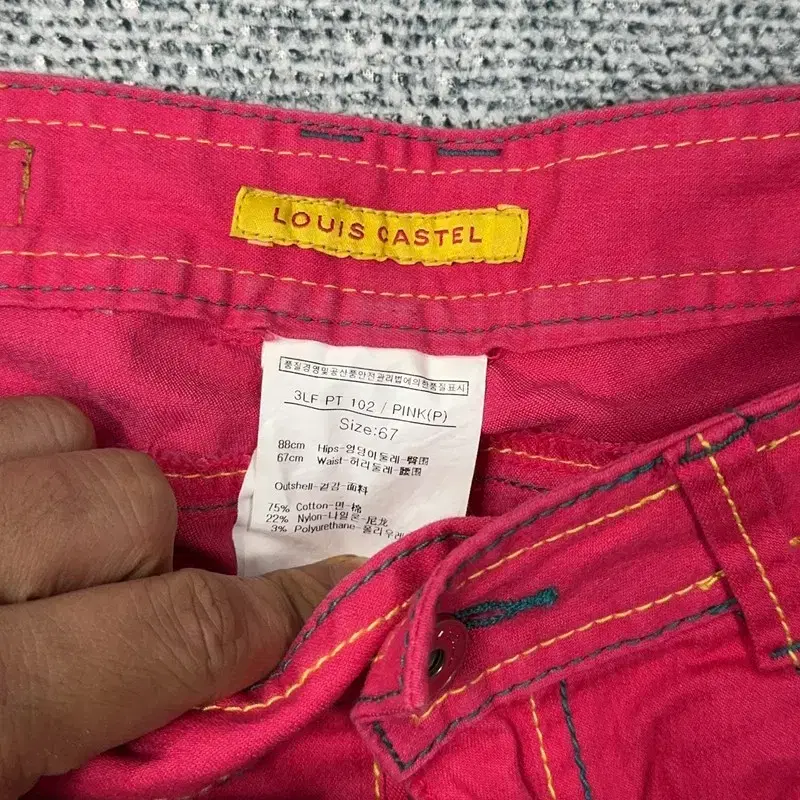 LOUIS CASTEL
품질경영및공산품안전관리법에의한품질표시
3LF PT 102 / PINK(P)
Size:67
88cm Hips-엉덩이둘레-臀围
67cm Waist-허리둘레-腰围
Outshell-겉감-面料
75% Cotton-면-棉
22% Nylon-나일론-尼龙
3% Polyurethane-폴리우레